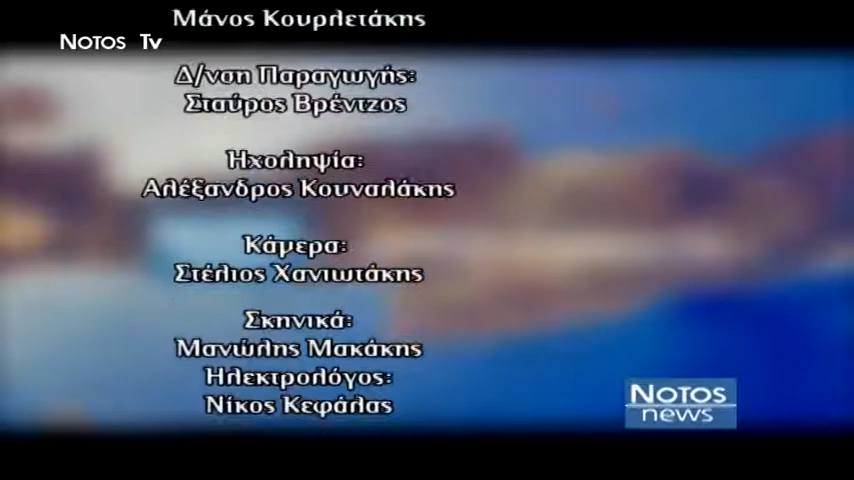 Μάνος Κουρλετάκης
NOTOS TV
Δ/νση Παραγωγής:
Σταύρος Βρέντζος
Ηχοληψία:
Αλέξανδρος Κουναλάκης
Κάμερα:
Στέλιος Χανιωτάκης
Σκηνικά:
Μανώλης Μακάκης
Ηλεκτρολόγος:
Νίκος Κεφάλας
NOTOS
news